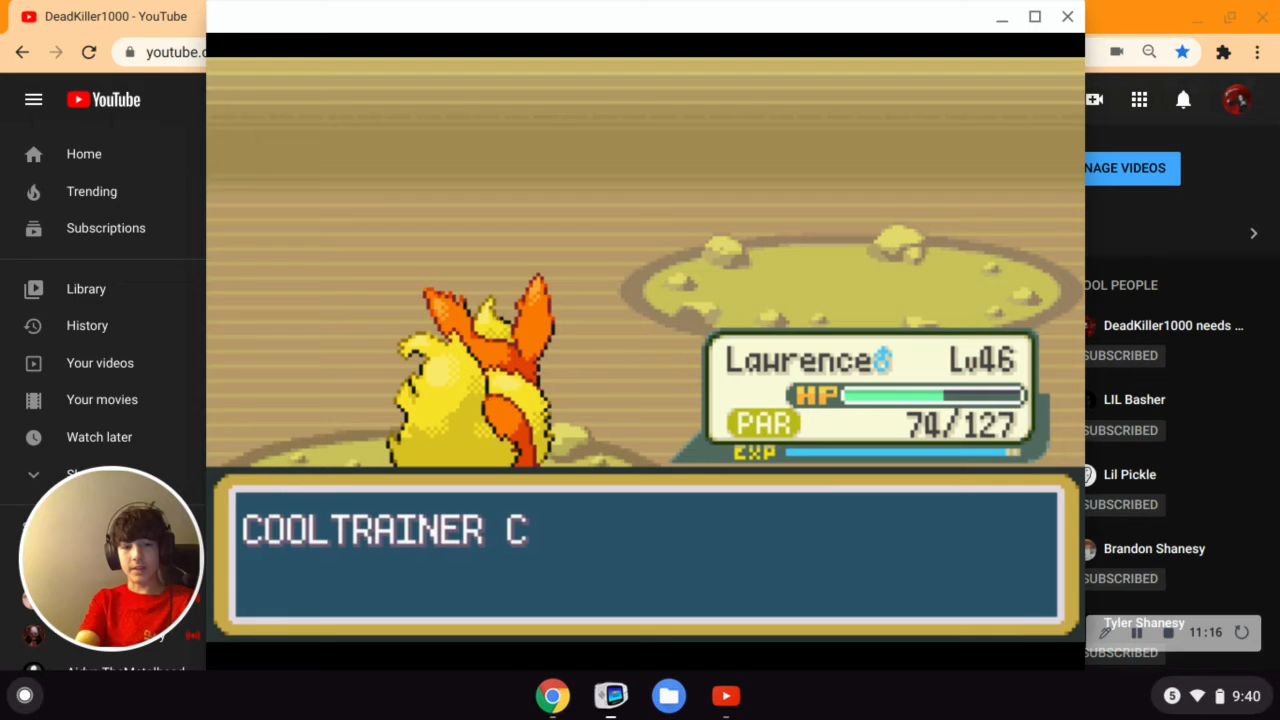 DeadKiller1000 - YouTube
youtube.c
YouTube
NAGE VIDEOS
Home
Trending
Subscriptions
Library
History
Your videos
Your movies
Watch later
OOL PEOPLE
DeadKiller1000 needs ...
SUBSCRIBED
LIL Basher
SUBSCRIBED
Lil Pickle
SUBSCRIBED
Brandon Shanesy
SUBSCRIBED
Tyler Shanesy
SUBSCRIBED
11:16
Lawrence♂ Lv46
HP
PAR 74/127
EXP
COOLTRAINER C
5 9:40